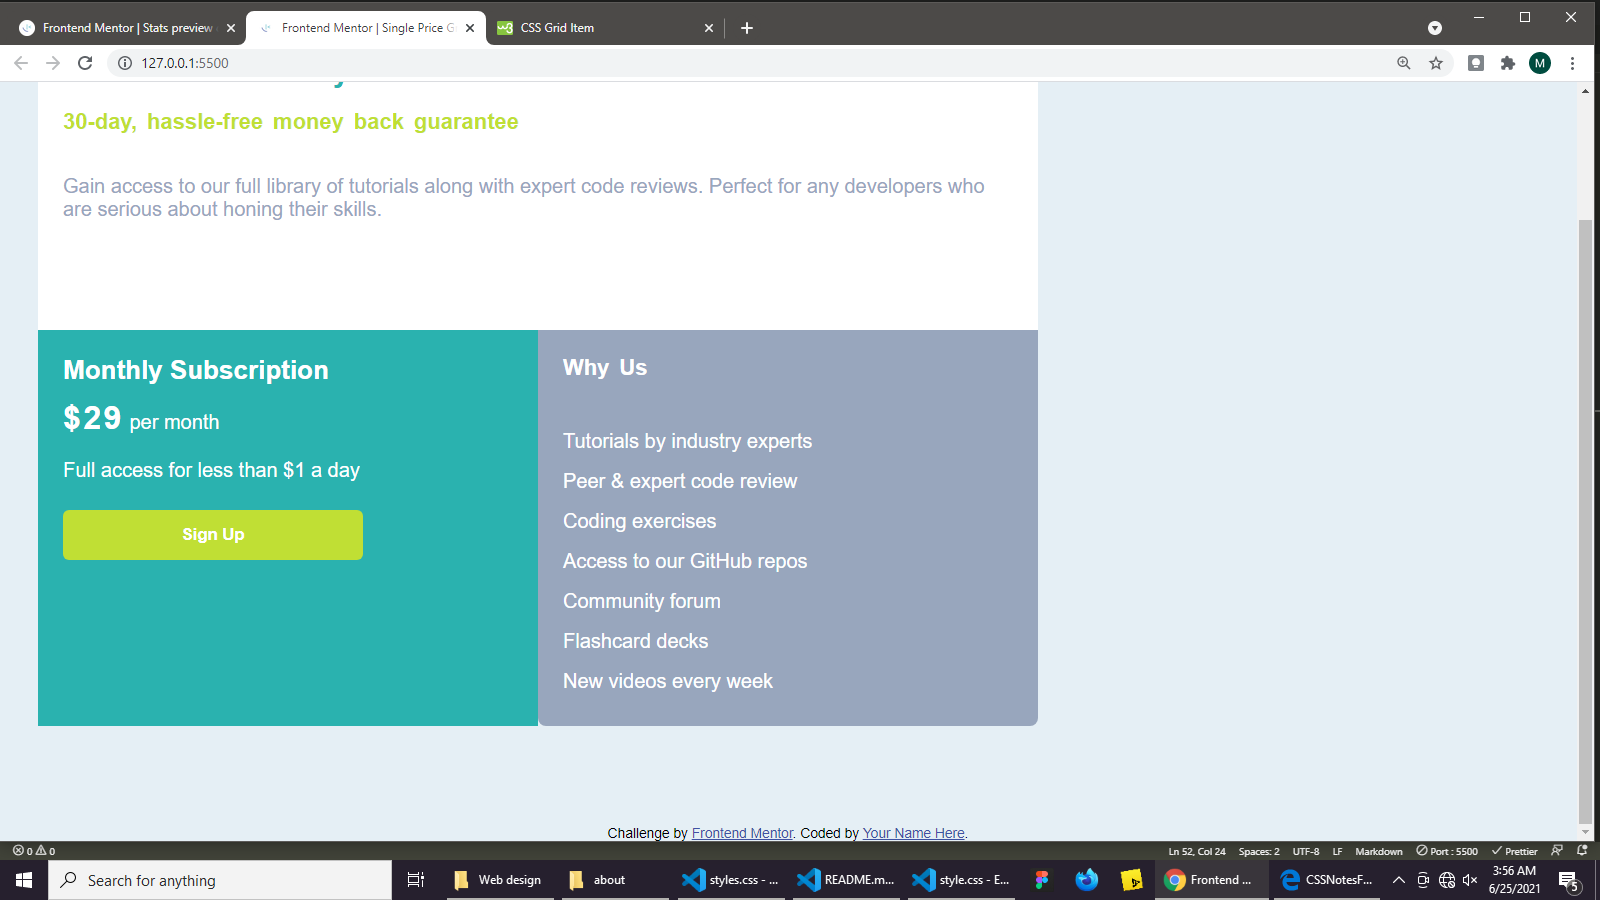 Frontend Mentor | Stats preview
Frontend Mentor | Single Price G
CSS Grid Item
127.0.0.1:5500
M
30-day, hassle-free money back guarantee
Gain access to our full library of tutorials along with expert code reviews. Perfect for any developers who
are serious about honing their skills.
Monthly Subscription
$29 per month
Full access for less than $1 a day
Sign Up
Why Us
Tutorials by industry experts
Peer & expert code review
Coding exercises
Access to our GitHub repos
Community forum
Flashcard decks
New videos every week
Challenge by Frontend Mentor. Coded by Your Name Here.
0 0 Ln 52, Col 24 Spaces: 2 UTF-8 LF Markdown Port : 5500 Prettier
Search for anything
Web design
about
styles.css - ...
README.m...
style.css - E...
Frontend ...
CSSNotesF...
3:56 AM
6/25/2021
5